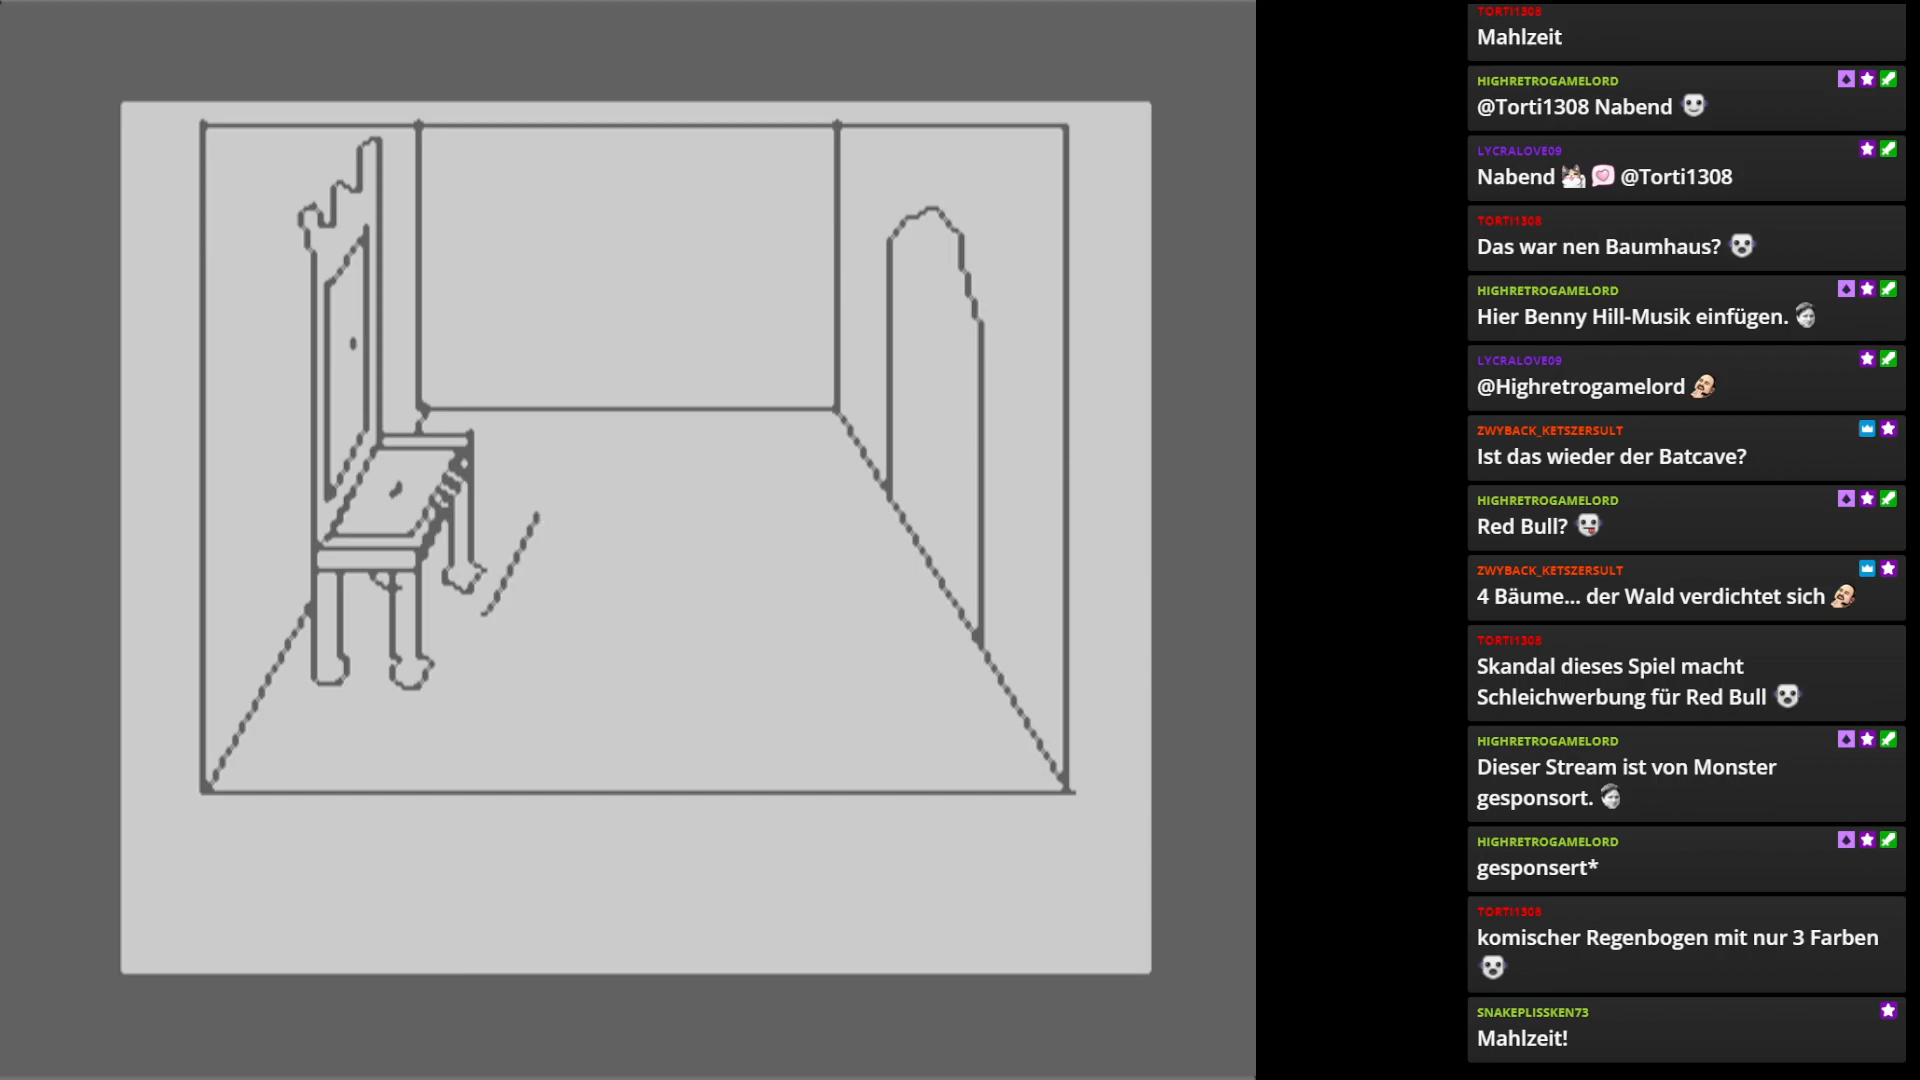 TORTI1308
Mahlzeit
HIGHRETROGAMELORD
@Torti1308 Nabend
LYCRALOVE09
Nabend @Torti1308
TORTI1308
Das war nen Baumhaus?
HIGHRETROGAMELORD
Hier Benny Hill-Musik einfügen.
LYCRALOVE09
@Highretrogamelord
ZWYBACK_KETSZERSULT
Ist das wieder der Batcave?
HIGHRETROGAMELORD
Red Bull?
ZWYBACK_KETSZERSULT
4 Bäume... der Wald verdichtet sich
TORTI1308
Skandal dieses Spiel macht
Schleichwerbung für Red Bull
HIGHRETROGAMELORD
Dieser Stream ist von Monster
gesponsort.
HIGHRETROGAMELORD
gesponsert*
TORTI1308
komischer Regenbogen mit nur 3 Farben
SNAKEPLISSKEN73
Mahlzeit!